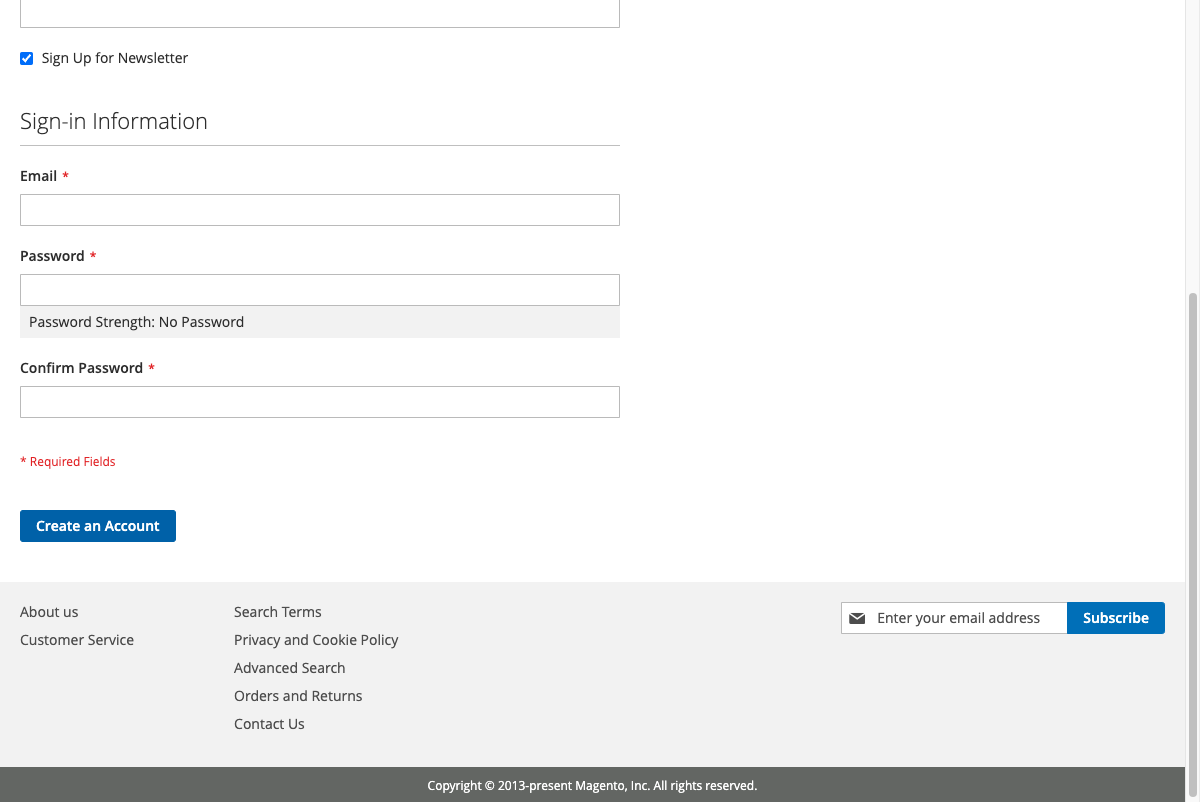 Sign Up for Newsletter
Sign-in Information
Email *
Password *
Password Strength: No Password
Confirm Password *
* Required Fields
Create an Account
About us
Customer Service
Search Terms
Privacy and Cookie Policy
Advanced Search
Orders and Returns
Contact Us
Enter your email address
Subscribe
Copyright © 2013-present Magento, Inc. All rights reserved.